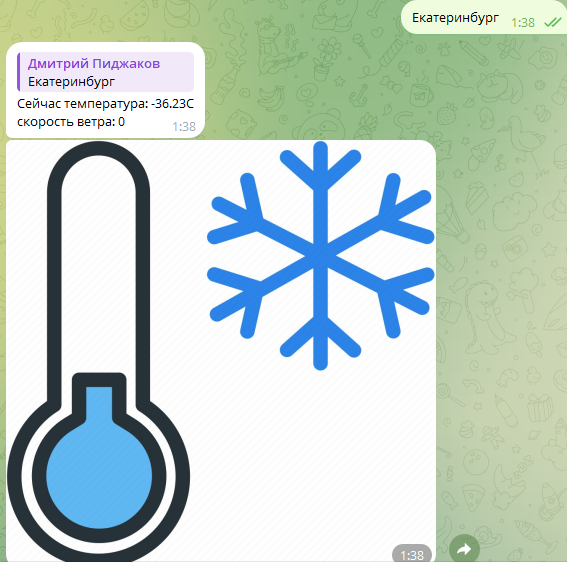 Екатеринбург 1:38
Дмитрий Пиджаков
Екатеринбург
Сейчас температура: -36.23С
скорость ветра: 0
1:38
1:38